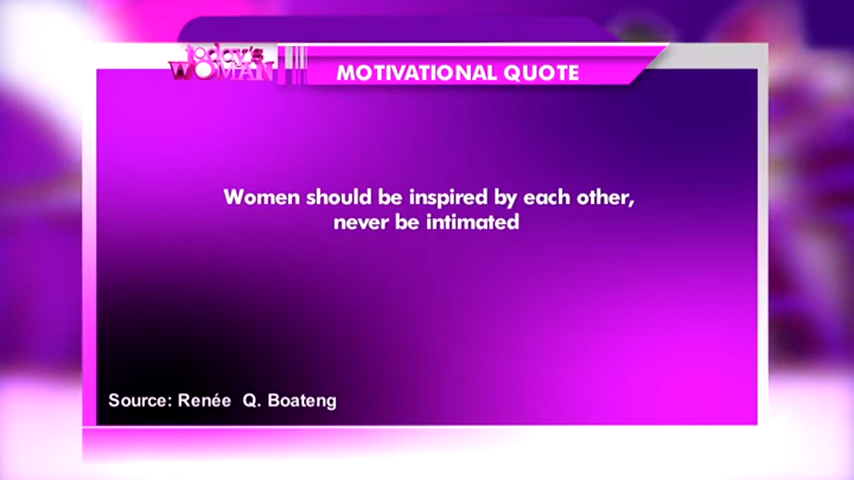 today's
WOMAN
MOTIVATIONAL QUOTE
Women should be inspired by each other,
never be intimated
Source: Renée Q. Boateng